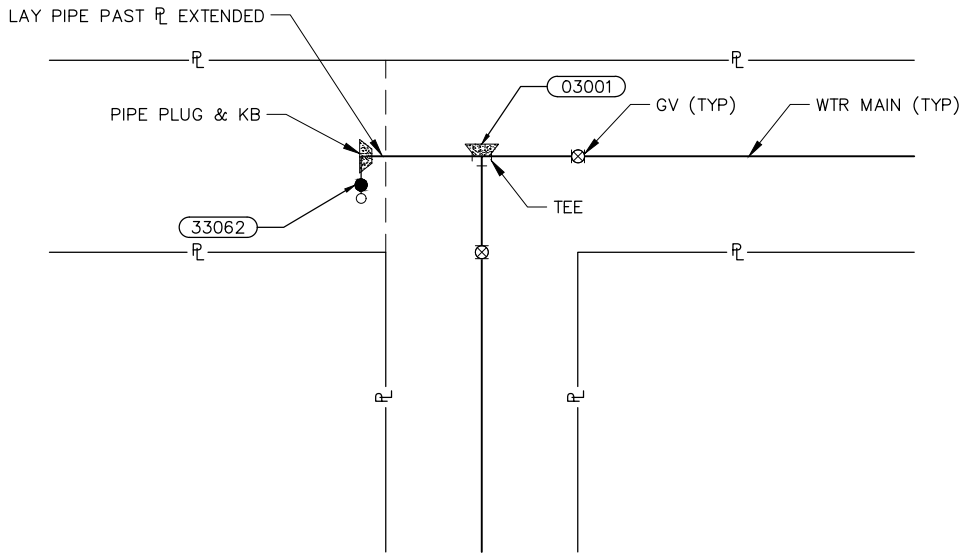 LAY PIPE PAST ⅊ EXTENDED
⅊
⅊
03001
PIPE PLUG & KB
GV (TYP)
WTR MAIN (TYP)
TEE
33062
⅊
⅊
⅊
⅊